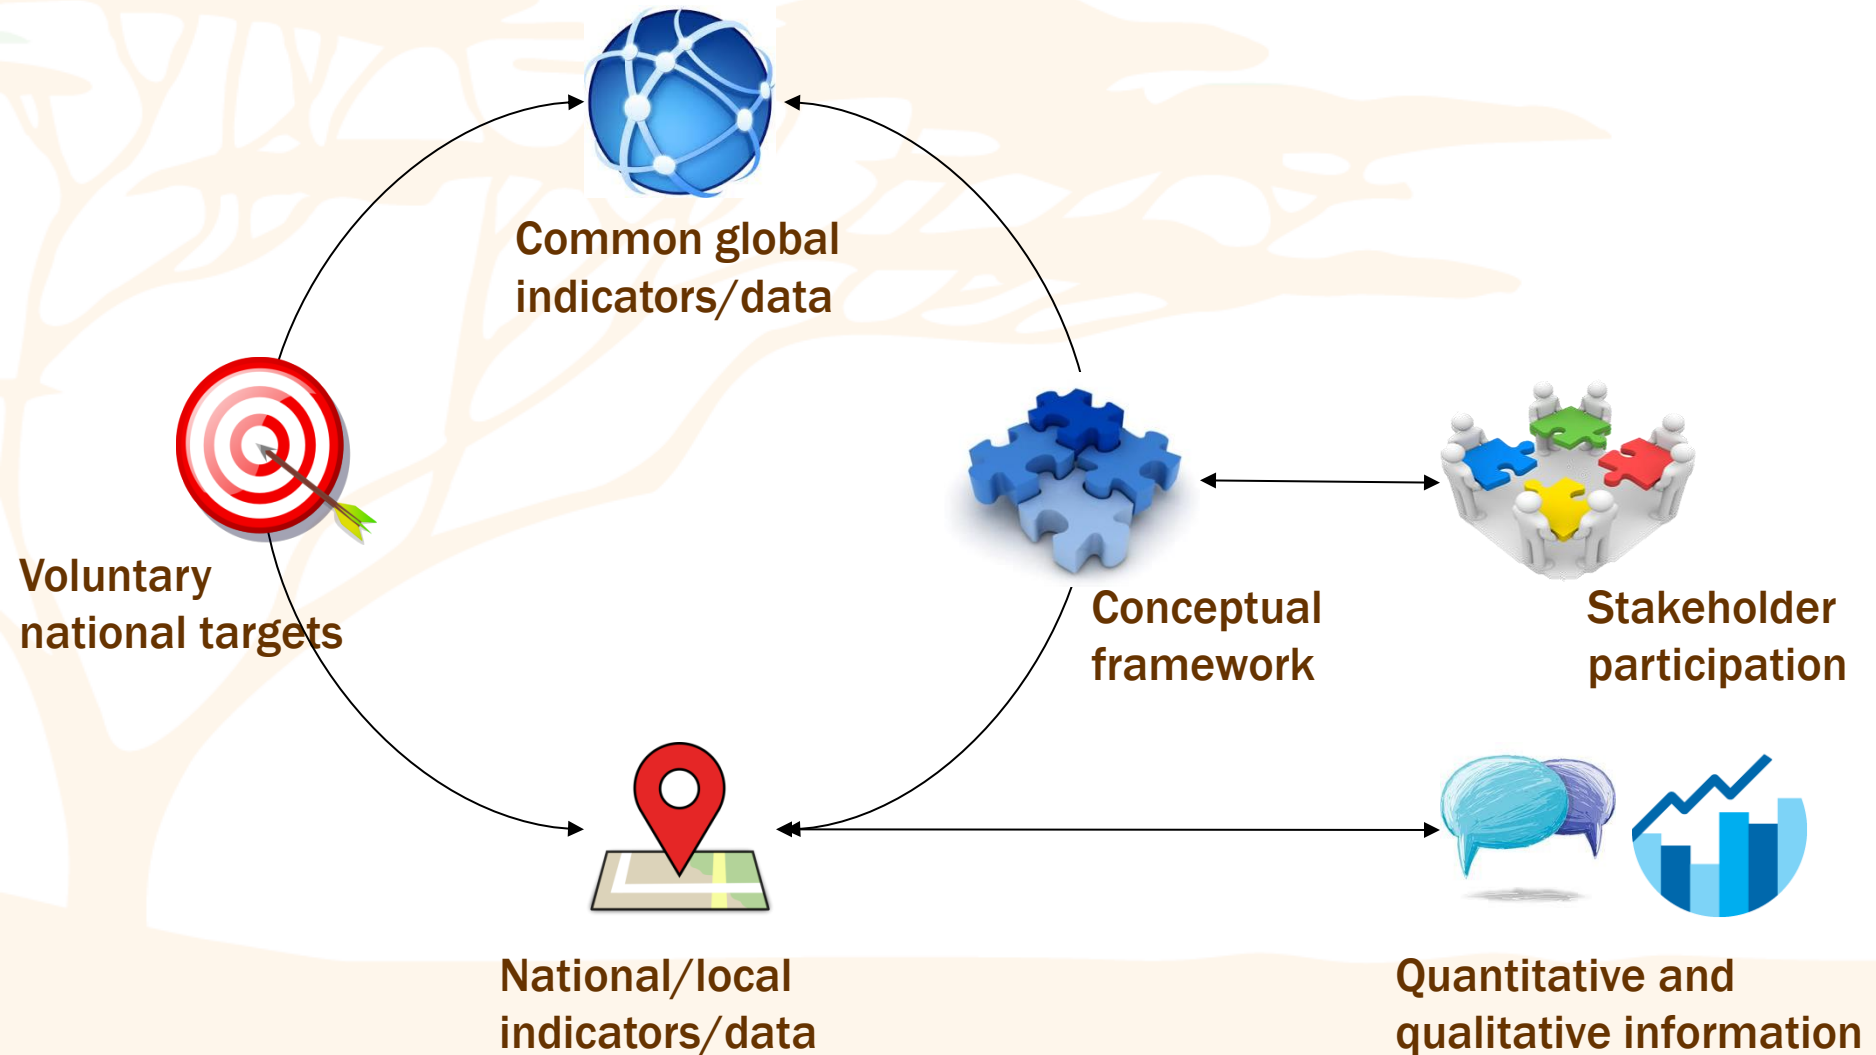 Common global
indicators/data
Voluntary
national targets
Conceptual
framework
Stakeholder
participation
National/local
indicators/data
Quantitative and
qualitative information